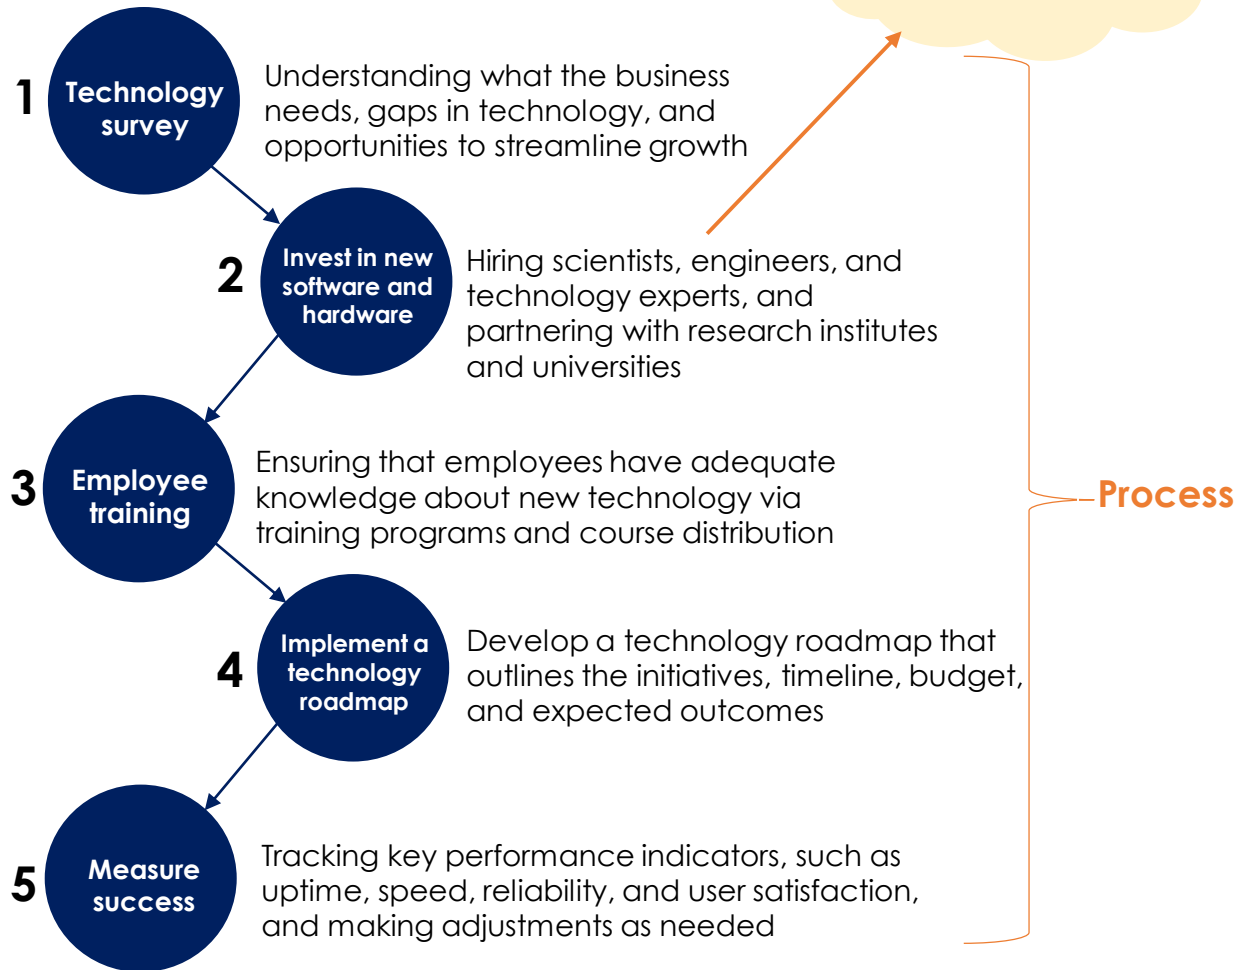 1
Technology
survey
Understanding what the business
needs, gaps in technology, and
opportunities to streamline growth
2
Invest in new
software and
hardware
Hiring scientists, engineers, and
technology experts, and
partnering with research institutes
and universities
3
Employee
training
Ensuring that employees have adequate
knowledge about new technology via
training programs and course distribution
Process
4
Implement a
technology
roadmap
Develop a technology roadmap that
outlines the initiatives, timeline, budget,
and expected outcomes
5
Measure
success
Tracking key performance indicators, such as
uptime, speed, reliability, and user satisfaction,
and making adjustments as needed